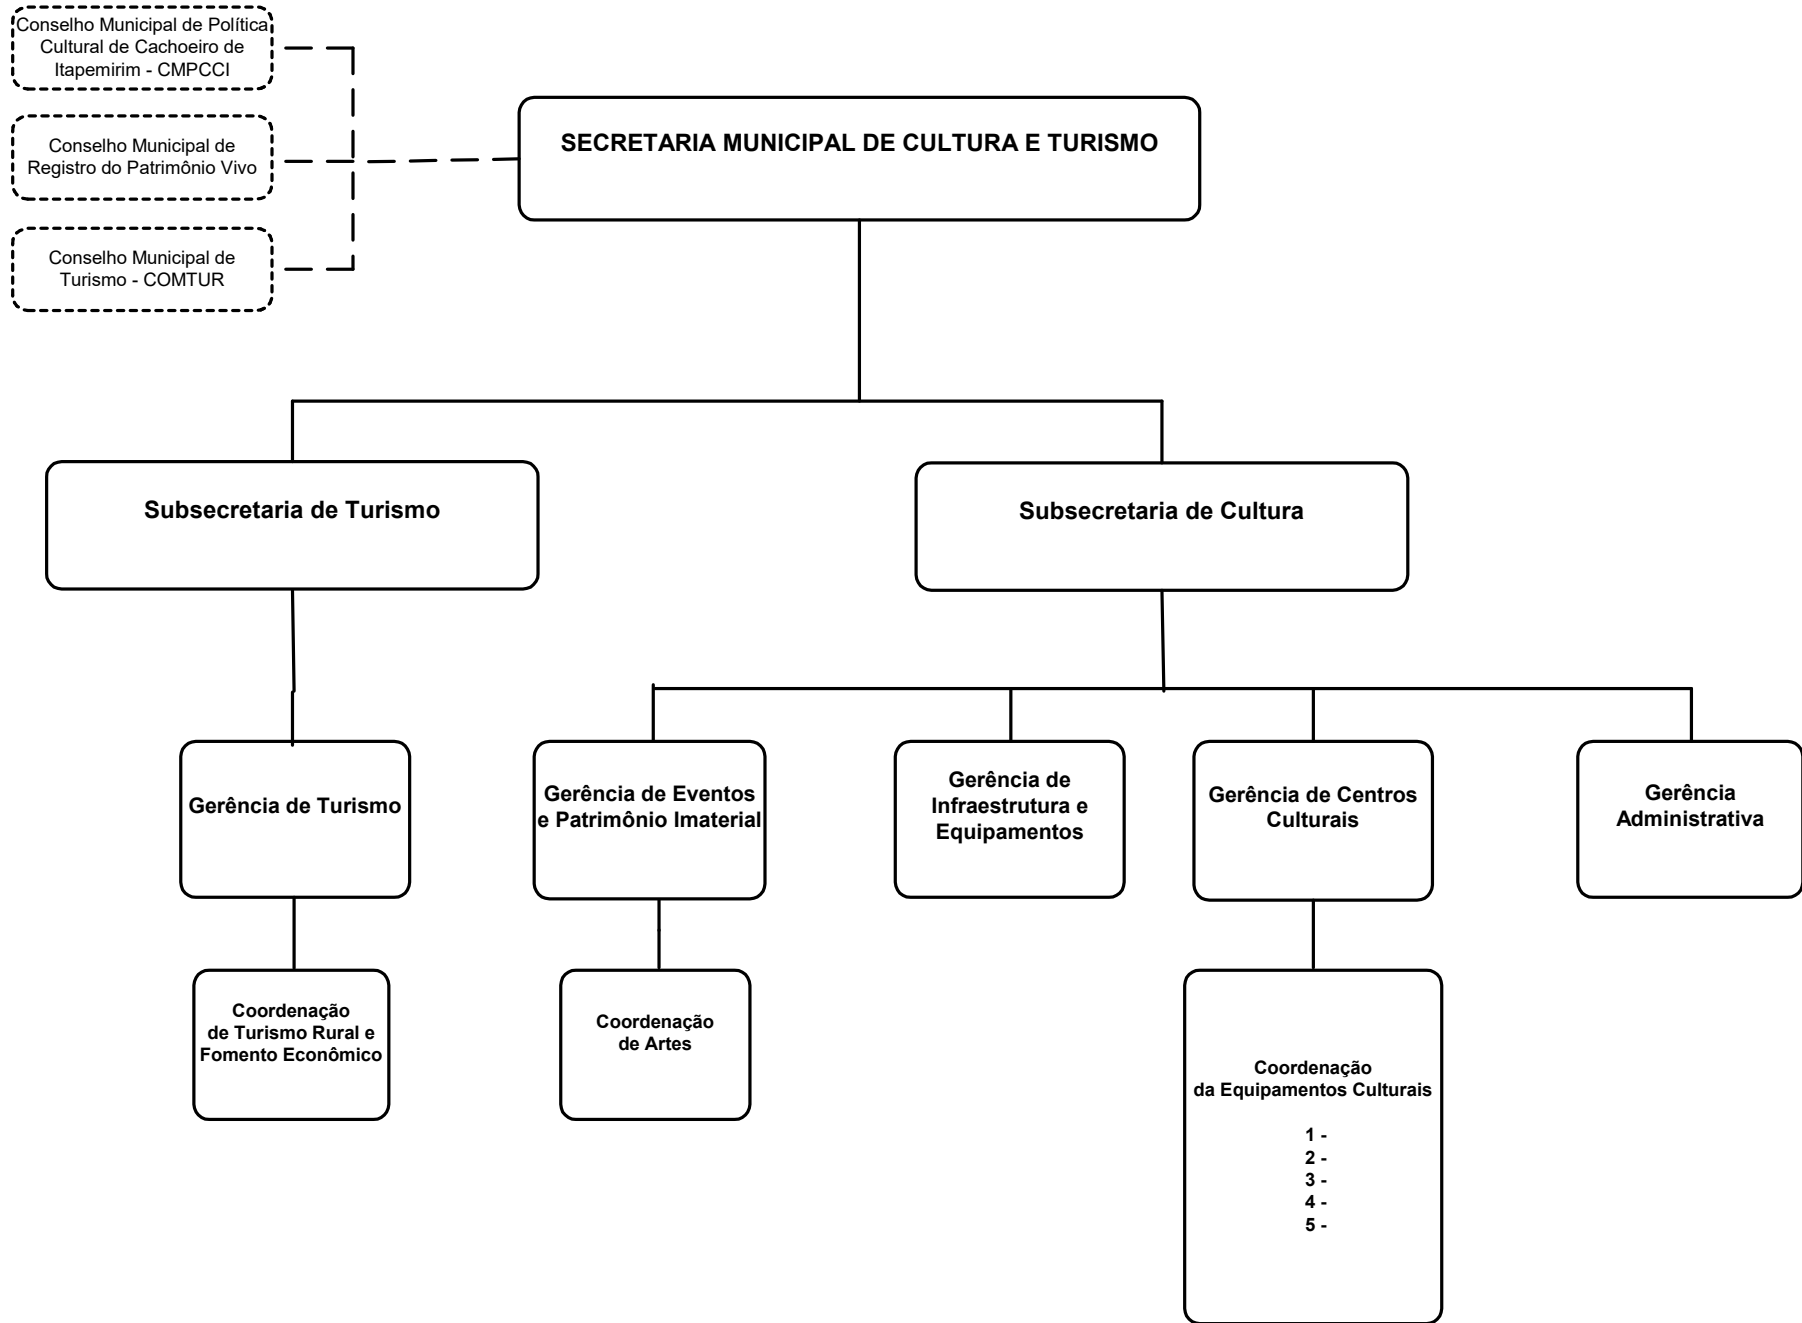 Conselho Municipal de Política
Cultural de Cachoeiro de
Itapemirim - CMPCCI
Conselho Municipal de
Registro do Patrimônio Vivo
Conselho Municipal de
Turismo - COMTUR
SECRETARIA MUNICIPAL DE CULTURA E TURISMO
Subsecretaria de Turismo
Subsecretaria de Cultura
Gerência de Turismo
Gerência de Eventos
e Patrimônio Imaterial
Gerência de
Infraestrutura e
Equipamentos
Gerência de Centros
Culturais
Gerência
Administrativa
Coordenação
de Turismo Rural e
Fomento Econômico
Coordenação
de Artes
Coordenação
da Equipamentos Culturais
1 -
2 -
3 -
4 -
5 -